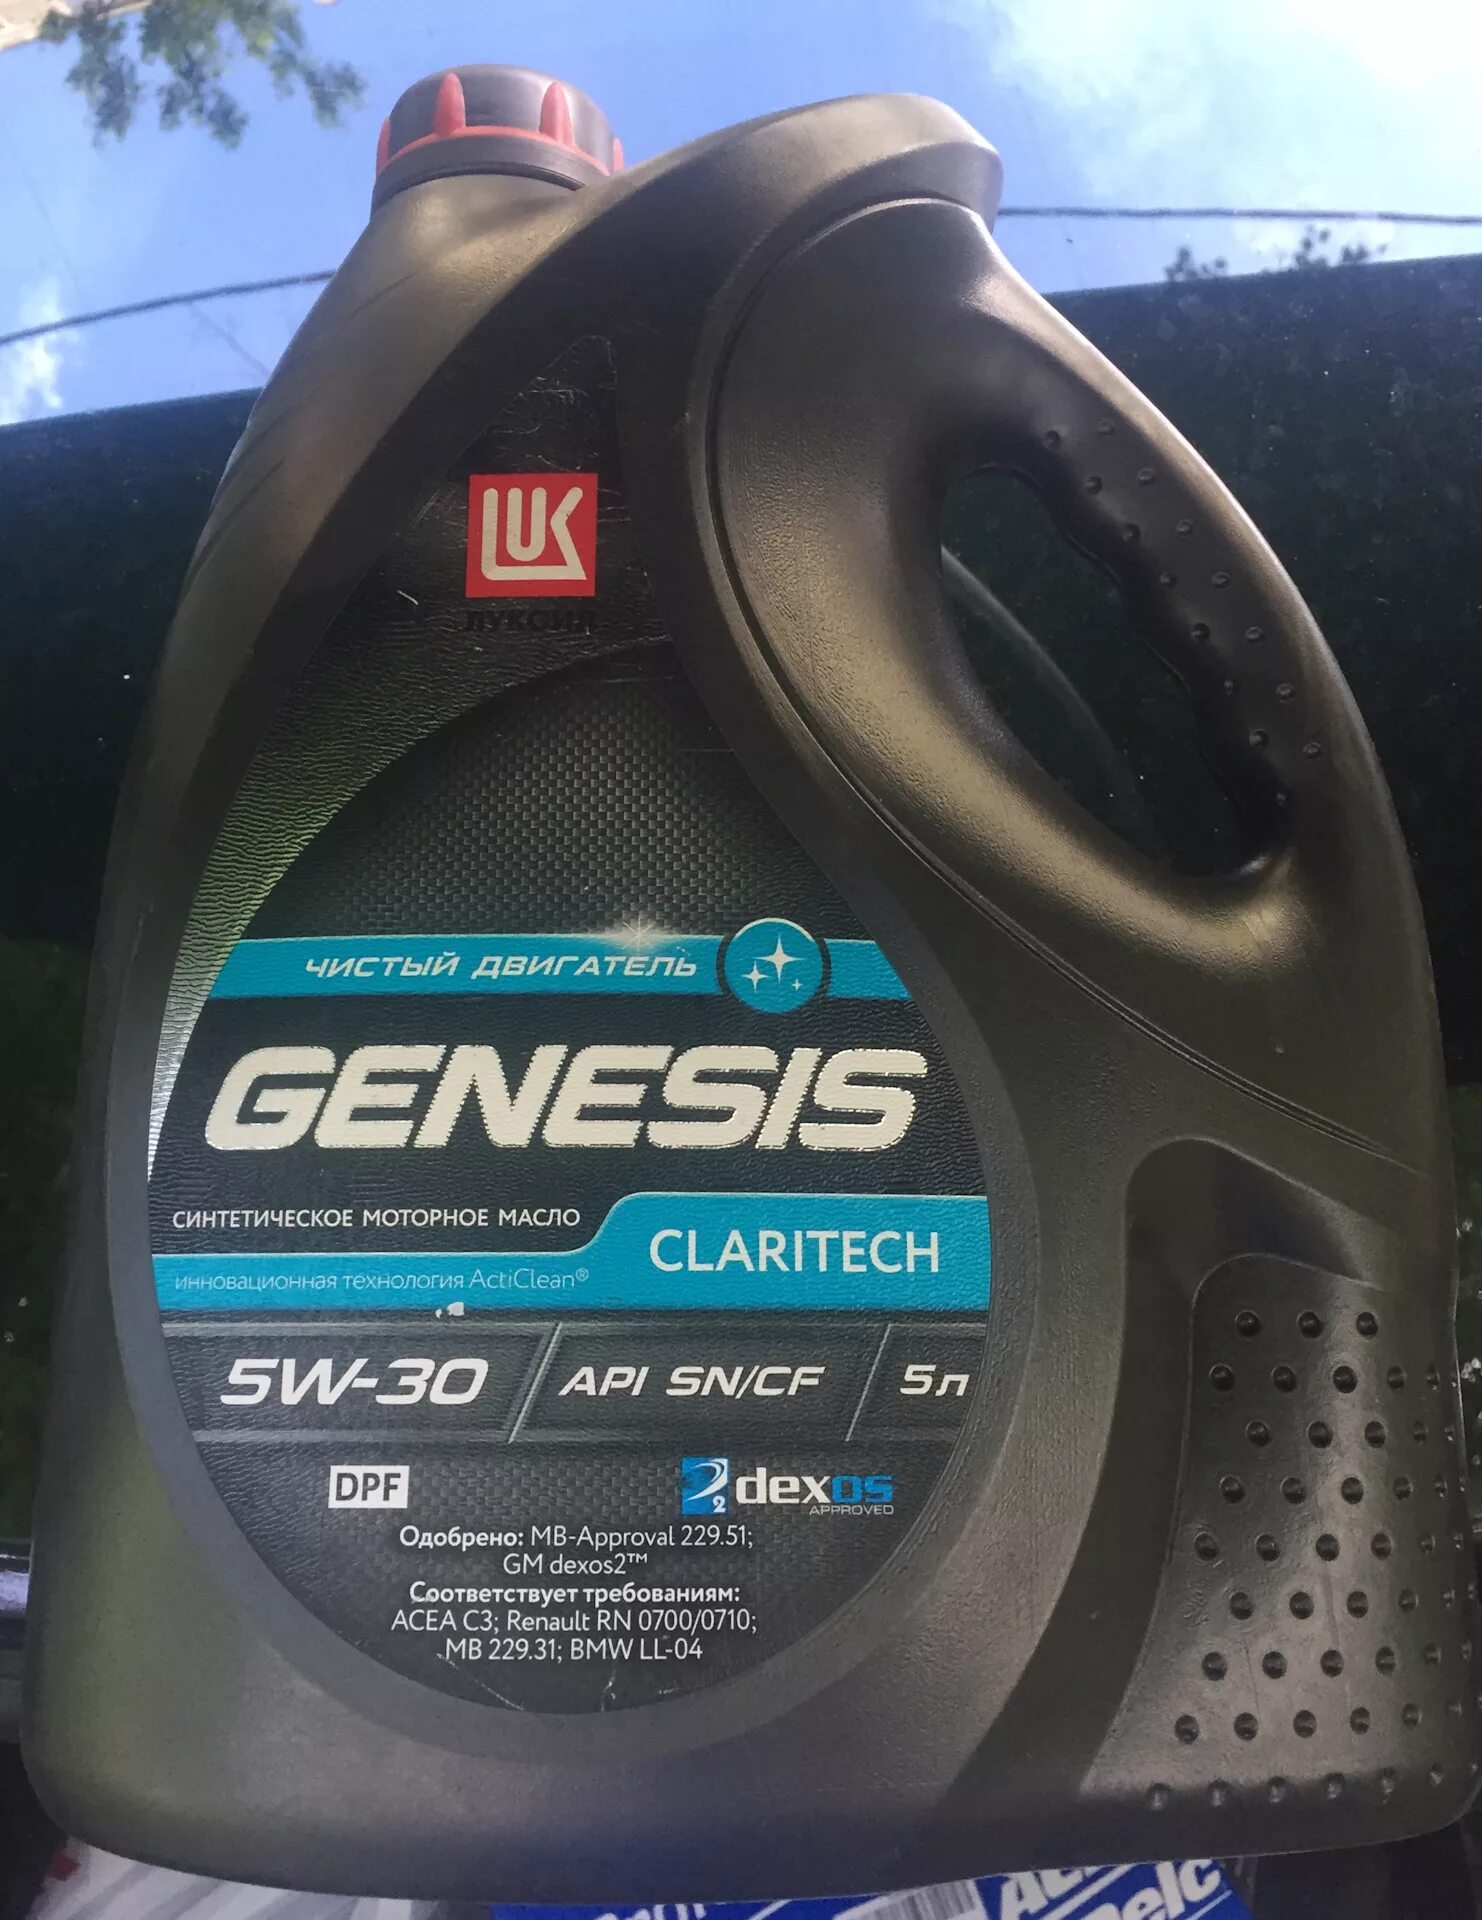 LUK
ЛУКОЙЛ
ЧИСТЫЙ ДВИГАТЕЛЬ
GENESIS
СИНТЕТИЧЕСКОЕ МОТОРНОЕ МАСЛО
CLARITECH
инновационная технология ActiClean®
5W-30 API SN/CF 5л
DPF
2 dexos
APPROVED
Одобрено: MB-Approval 229.51;
GM dexos2™
Соответствует требованиям:
ACEA C3; Renault RN 0700/0710;
MB 229.31; BMW LL-04